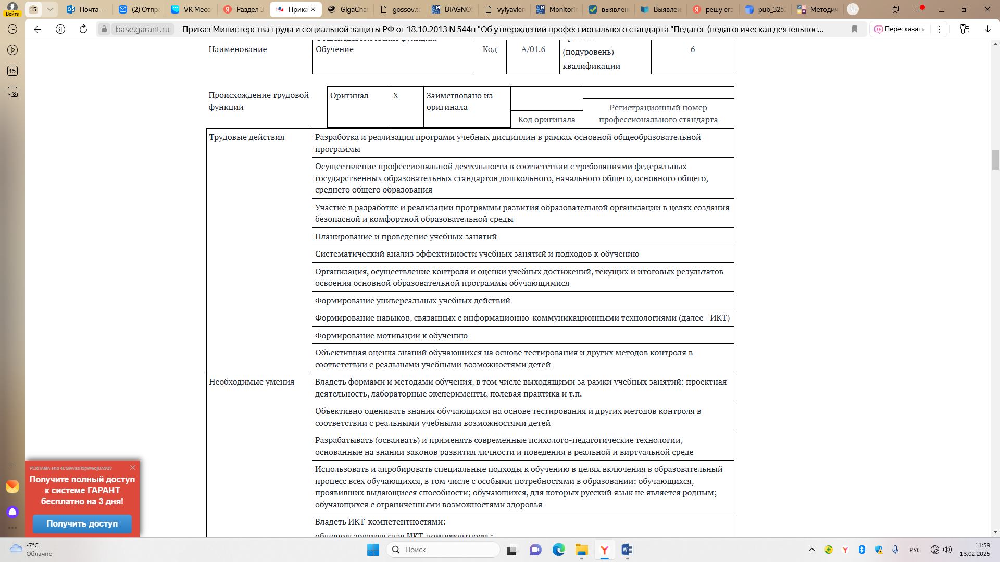 Войти
15
Почта —
(2) Отпр
VK Месс
Раздел 3
Прика
GigaChat
gossov.ta
DIAGNOS
vyiyavlen
Monitorin
выявлен
Выявлен
решу егэ
pub_3252
Методич
base.garant.ru
Приказ Министерства труда и социальной защиты РФ от 18.10.2013 N 544н "Об утверждении профессионального стандарта "Педагог (педагогическая деятельнос...
Пересказать
15
Наименование
Общепедагогическая функция.
Обучение
Код
А/01.6
(подуровень)
квалификации
6
Происхождение трудовой
функции
Оригинал
X
Заимствовано из
оригинала
Код оригинала
Регистрационный номер
профессионального стандарта
Трудовые действия
Разработка и реализация программ учебных дисциплин в рамках основной общеобразовательной
программы
Осуществление профессиональной деятельности в соответствии с требованиями федеральных
государственных образовательных стандартов дошкольного, начального общего, основного общего,
среднего общего образования
Участие в разработке и реализации программы развития образовательной организации в целях создания
безопасной и комфортной образовательной среды
Планирование и проведение учебных занятий
Систематический анализ эффективности учебных занятий и подходов к обучению
Организация, осуществление контроля и оценки учебных достижений, текущих и итоговых результатов
освоения основной образовательной программы обучающимися
Формирование универсальных учебных действий
Формирование навыков, связанных с информационно-коммуникационными технологиями (далее - ИКТ)
Формирование мотивации к обучению
Объективная оценка знаний обучающихся на основе тестирования и других методов контроля в
соответствии с реальными учебными возможностями детей
Необходимые умения
Владеть формами и методами обучения, в том числе выходящими за рамки учебных занятий: проектная
деятельность, лабораторные эксперименты, полевая практика и т.п.
Объективно оценивать знания обучающихся на основе тестирования и других методов контроля в
соответствии с реальными учебными возможностями детей
Разрабатывать (осваивать) и применять современные психолого-педагогические технологии,
основанные на знании законов развития личности и поведения в реальной и виртуальной среде
Использовать и апробировать специальные подходы к обучению в целях включения в образовательный
процесс всех обучающихся, в том числе с особыми потребностями в образовании: обучающихся,
проявивших выдающиеся способности; обучающихся, для которых русский язык не является родным;
обучающихся с ограниченными возможностями здоровья
Владеть ИКТ-компетентностями:
общепользовательская ИКТ-компетентность;
РЕКЛАМА erid
Получите полный доступ
к системе ГАРАНТ
бесплатно на 3 дня!
Получить доступ
-7°C
Облачно
Поиск
РУС
11:59
13.02.2025